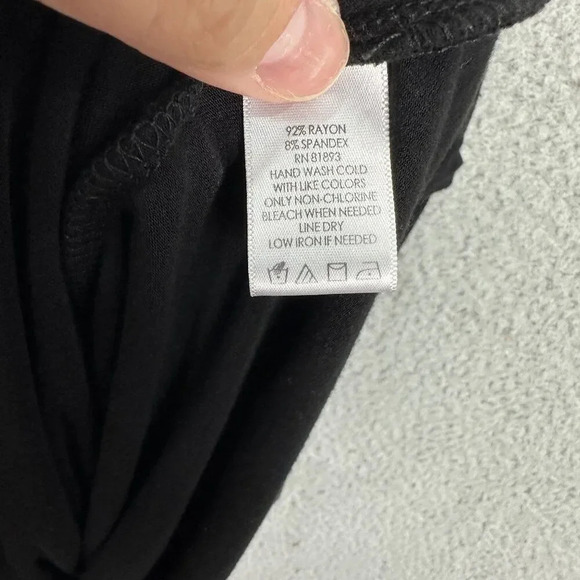 92% RAYON
8% SPANDEX
RN 81893
HAND WASH COLD
WITH LIKE COLORS
ONLY NON-CHLORINE
BLEACH WHEN NEEDED
LINE DRY
LOW IRON IF NEEDED